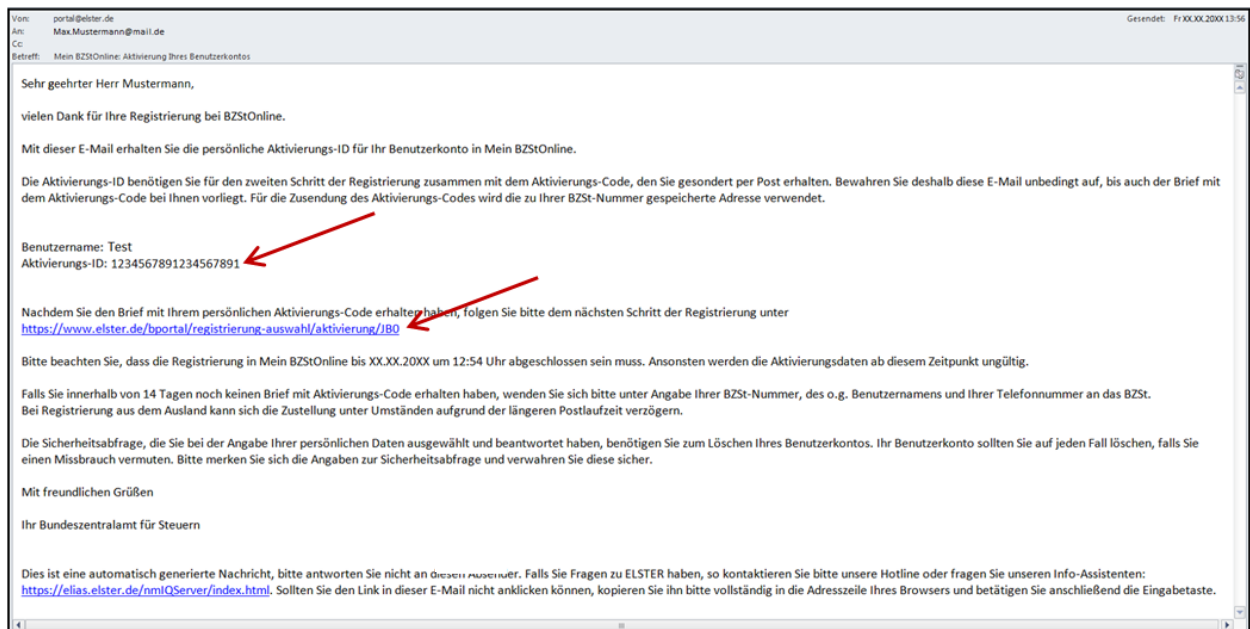 Von: portal@elster.de Gesendet: Fr XX.XX.20XX 13:56
An: Max.Mustermann@mail.de
Cc:
Betreff: Mein BZStOnline: Aktivierung Ihres Benutzerkontos
Sehr geehrter Herr Mustermann,
vielen Dank für Ihre Registrierung bei BZStOnline.
Mit dieser E-Mail erhalten Sie die persönliche Aktivierungs-ID für Ihr Benutzerkonto in Mein BZStOnline.
Die Aktivierungs-ID benötigen Sie für den zweiten Schritt der Registrierung zusammen mit dem Aktivierungs-Code, den Sie gesondert per Post erhalten. Bewahren Sie deshalb diese E-Mail unbedingt auf, bis auch der Brief mit
dem Aktivierungs-Code bei Ihnen vorliegt. Für die Zusendung des Aktivierungs-Codes wird die zu Ihrer BZSt-Nummer gespeicherte Adresse verwendet.
Benutzername: Test
Aktivierungs-ID: 1234567891234567891
Nachdem Sie den Brief mit Ihrem persönlichen Aktivierungs-Code erhalten haben, folgen Sie bitte dem nächsten Schritt der Registrierung unter
https://www.elster.de/bportal/registrierung-auswahl/aktivierung/JB0
Bitte beachten Sie, dass die Registrierung in Mein BZStOnline bis XX.XX.20XX um 12:54 Uhr abgeschlossen sein muss. Ansonsten werden die Aktivierungsdaten ab diesem Zeitpunkt ungültig.
Falls Sie innerhalb von 14 Tagen noch keinen Brief mit Aktivierungs-Code erhalten haben, wenden Sie sich bitte unter Angabe Ihrer BZSt-Nummer, des o.g. Benutzernamens und Ihrer Telefonnummer an das BZSt.
Bei Registrierung aus dem Ausland kann sich die Zustellung unter Umständen aufgrund der längeren Postlaufzeit verzögern.
Die Sicherheitsabfrage, die Sie bei der Angabe Ihrer persönlichen Daten ausgewählt und beantwortet haben, benötigen Sie zum Löschen Ihres Benutzerkontos. Ihr Benutzerkonto sollten Sie auf jeden Fall löschen, falls Sie
einen Missbrauch vermuten. Bitte merken Sie sich die Angaben zur Sicherheitsabfrage und verwahren Sie diese sicher.
Mit freundlichen Grüßen
Ihr Bundeszentralamt für Steuern
Dies ist eine automatisch generierte Nachricht, bitte antworten Sie nicht an diesen Absender. Falls Sie Fragen zu ELSTER haben, so kontaktieren Sie bitte unsere Hotline oder fragen Sie unseren Info-Assistenten:
https://elias.elster.de/nmIQServer/index.html. Sollten Sie den Link in dieser E-Mail nicht anklicken können, kopieren Sie ihn bitte vollständig in die Adresszeile Ihres Browsers und betätigen Sie anschließend die Eingabetaste.